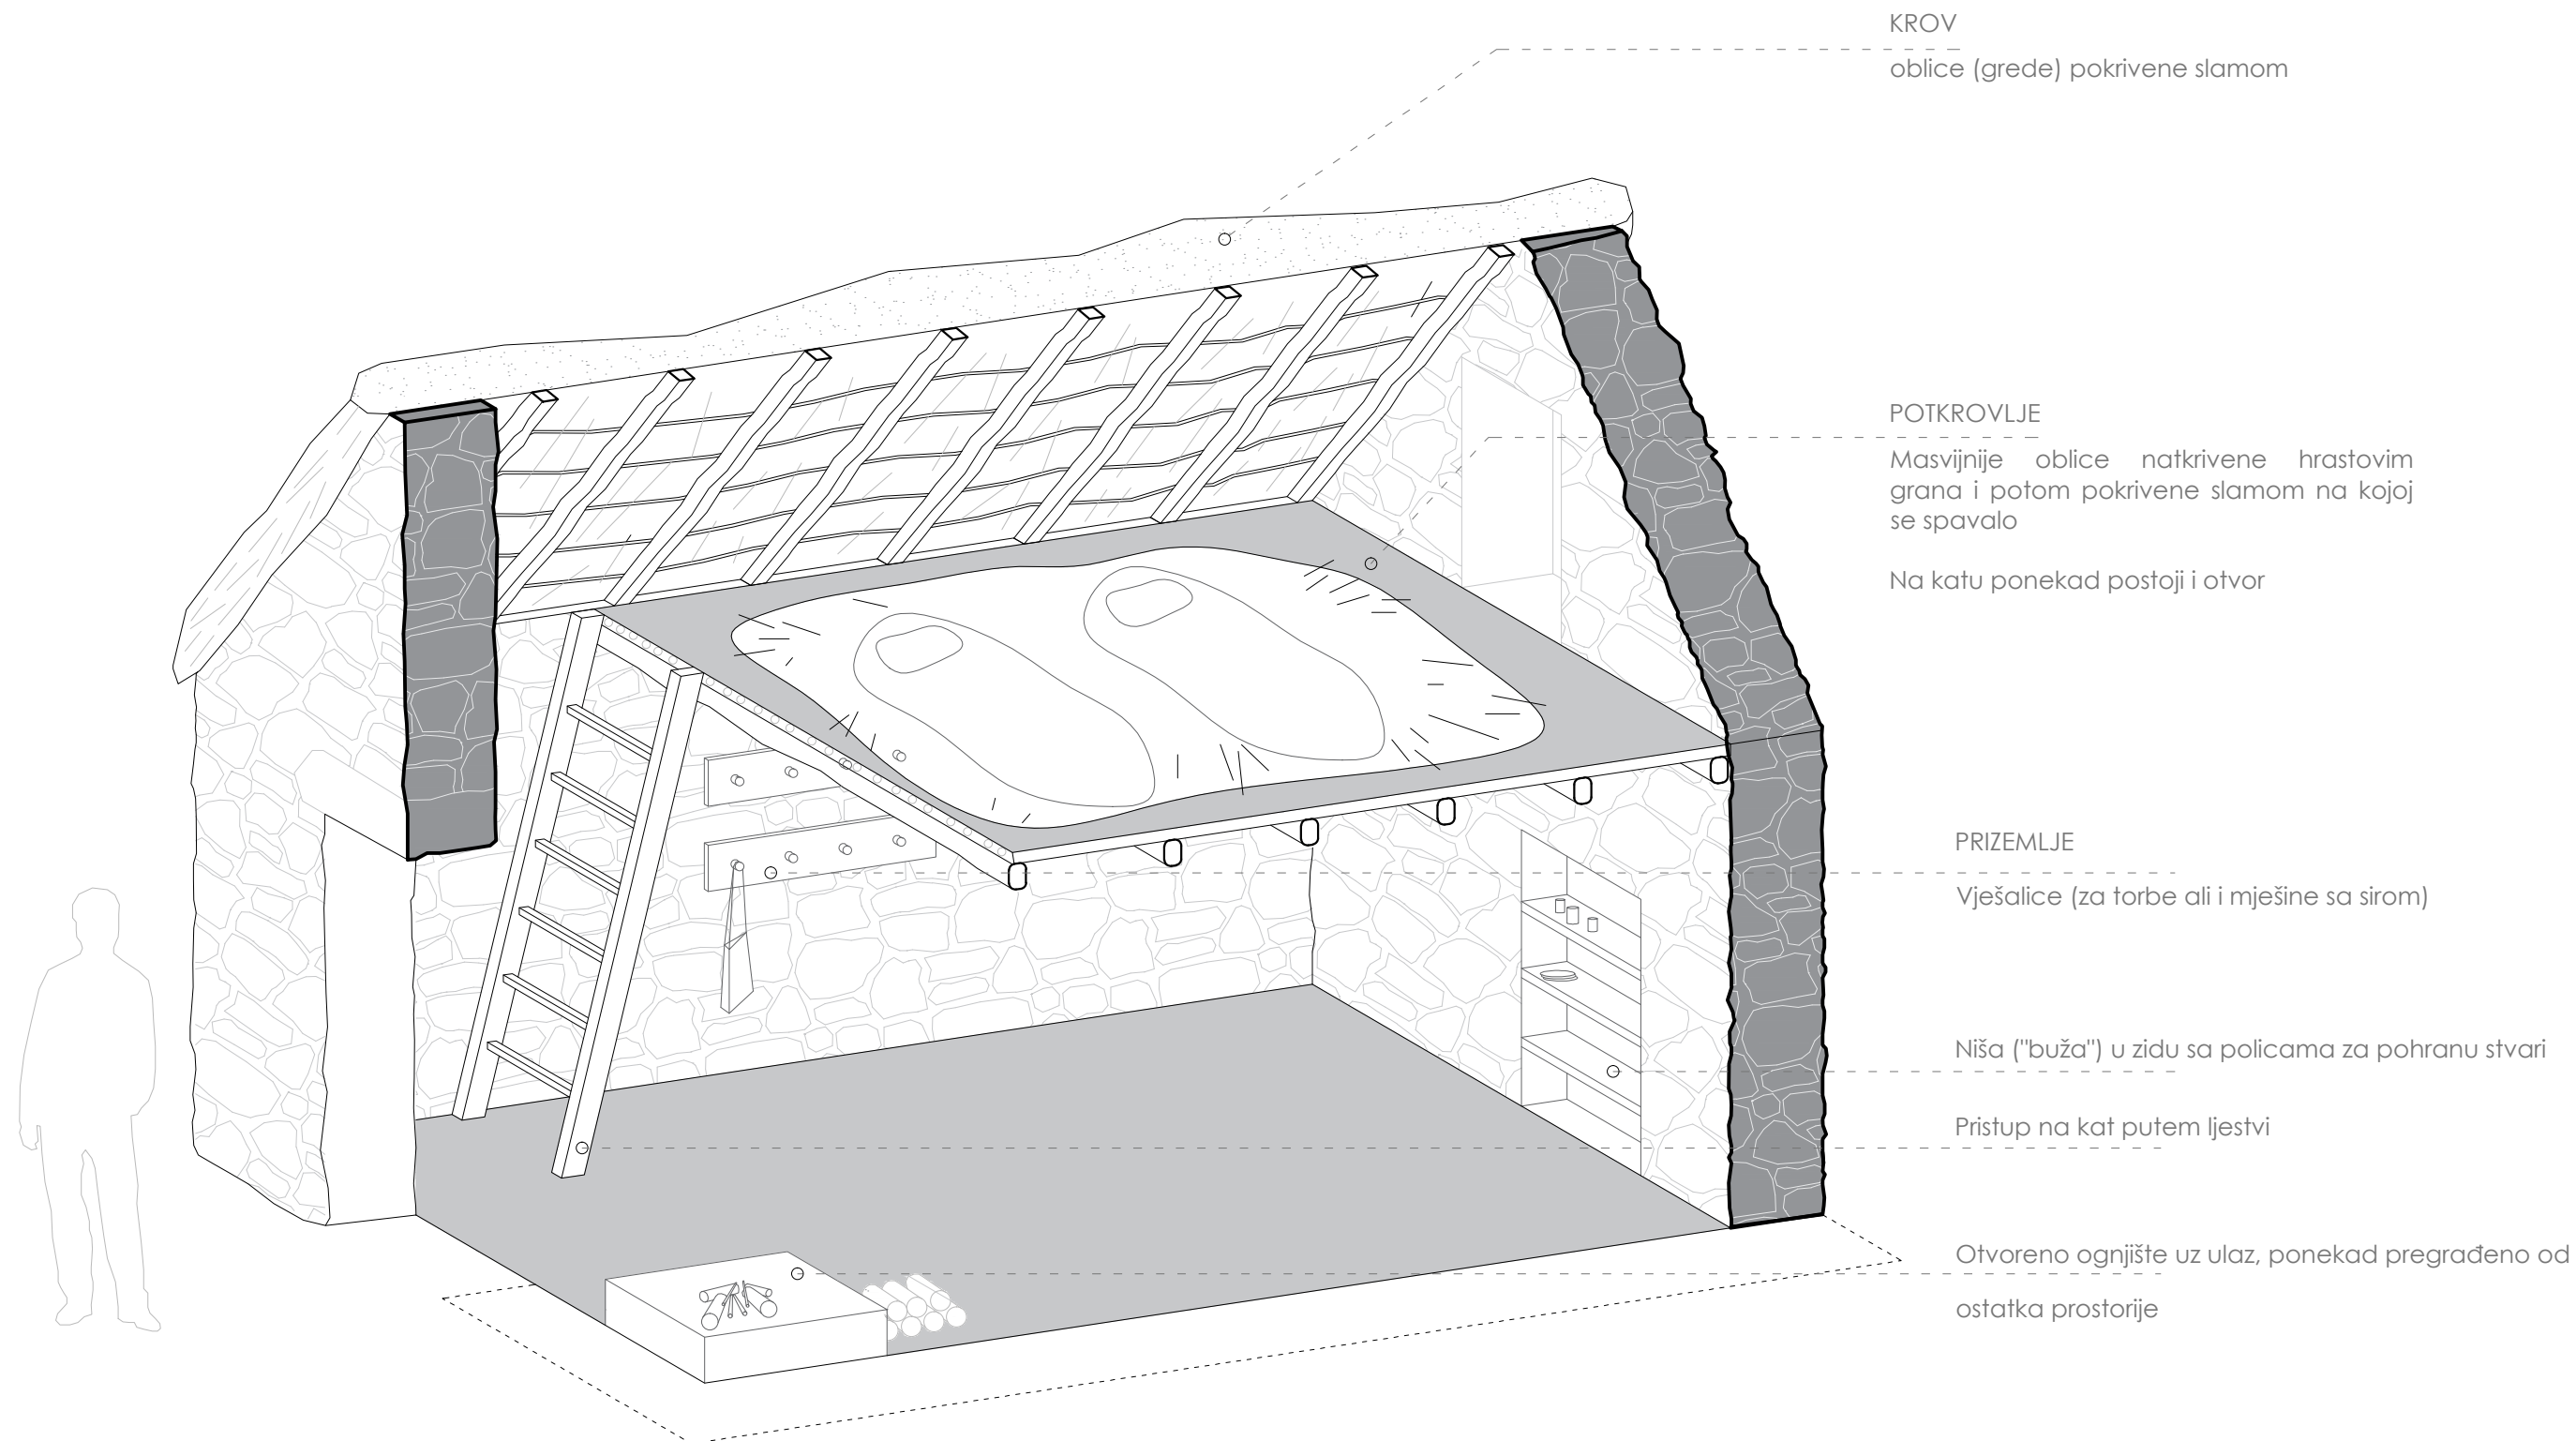 KROV
oblice (grede) pokrivene slamom
POTKROVLJE
Masvijnije oblice natkrivene hrastovim
grana i potom pokrivene slamom na kojoj
se spavalo
Na katu ponekad postoji i otvor
PRIZEMLJE
Vješalice (za torbe ali i mješine sa sirom)
Niša ("buža") u zidu sa policama za pohranu stvari
Pristup na kat putem ljestvi
Otvoreno ognjište uz ulaz, ponekad pregrađeno od
ostatka prostorije